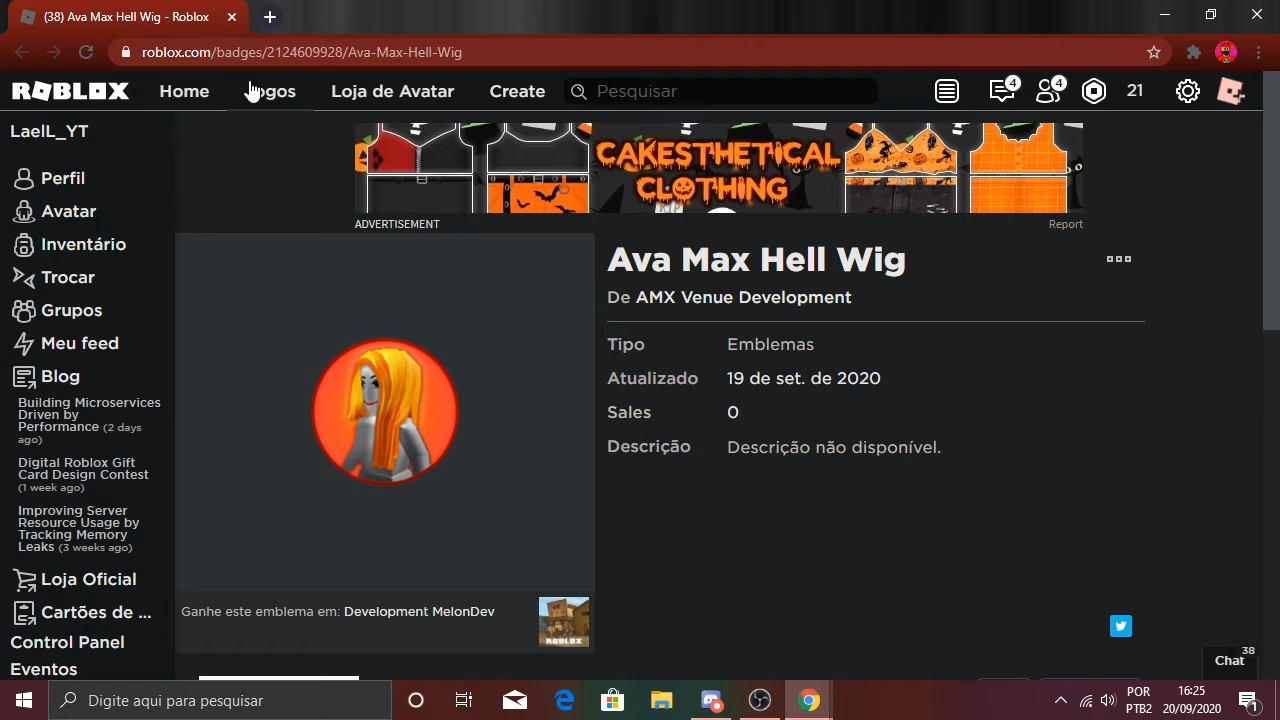 (38) Ava Max Hell Wig - Roblox
roblox.com/badges/2124609928/Ava-Max-Hell-Wig
ROBLOX
Home
Jogos
Loja de Avatar
Create
Pesquisar
4
4
21
LaelL_YT
Perfil
Avatar
Inventário
Trocar
Grupos
Meu feed
Blog
Building Microservices
Driven by
Performance (2 days
ago)
Digital Roblox Gift
Card Design Contest
(1 week ago)
Improving Server
Resource Usage by
Tracking Memory
Leaks (3 weeks ago)
Loja Oficial
Cartões de ...
Control Panel
Eventos
CAKESTHETICAL
CLOTHING
ADVERTISEMENT
Report
Ava Max Hell Wig
De AMX Venue Development
Tipo
Emblemas
Atualizado
19 de set. de 2020
Sales
0
Descrição
Descrição não disponível.
Ganhe este emblema em: Development MelonDev
ROBLOX
Chat
38
Digite aqui para pesquisar
POR
PTB2
16:25
20/09/2020
1